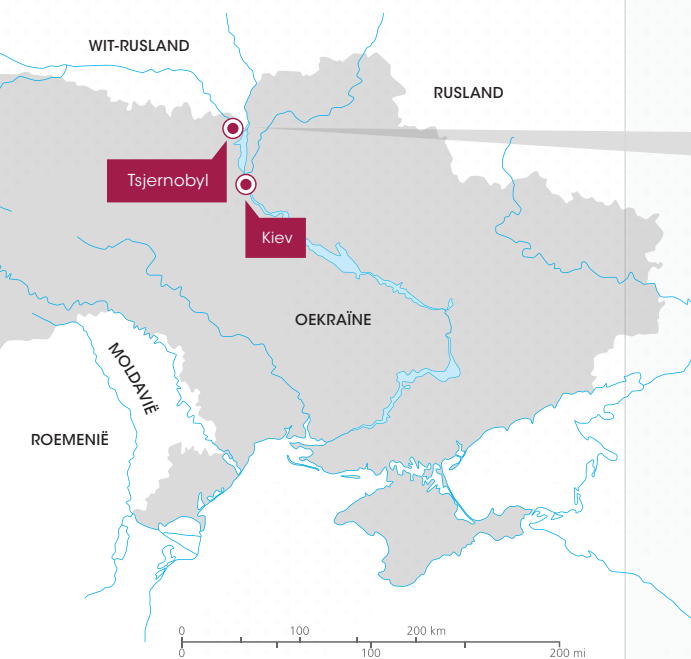 WIT-RUSLAND
RUSLAND
Tsjernobyl
Kiev
OEKRAÏNE
MOLDAVIË
ROEMENIË
0 100 200 km
0 100 200 mi